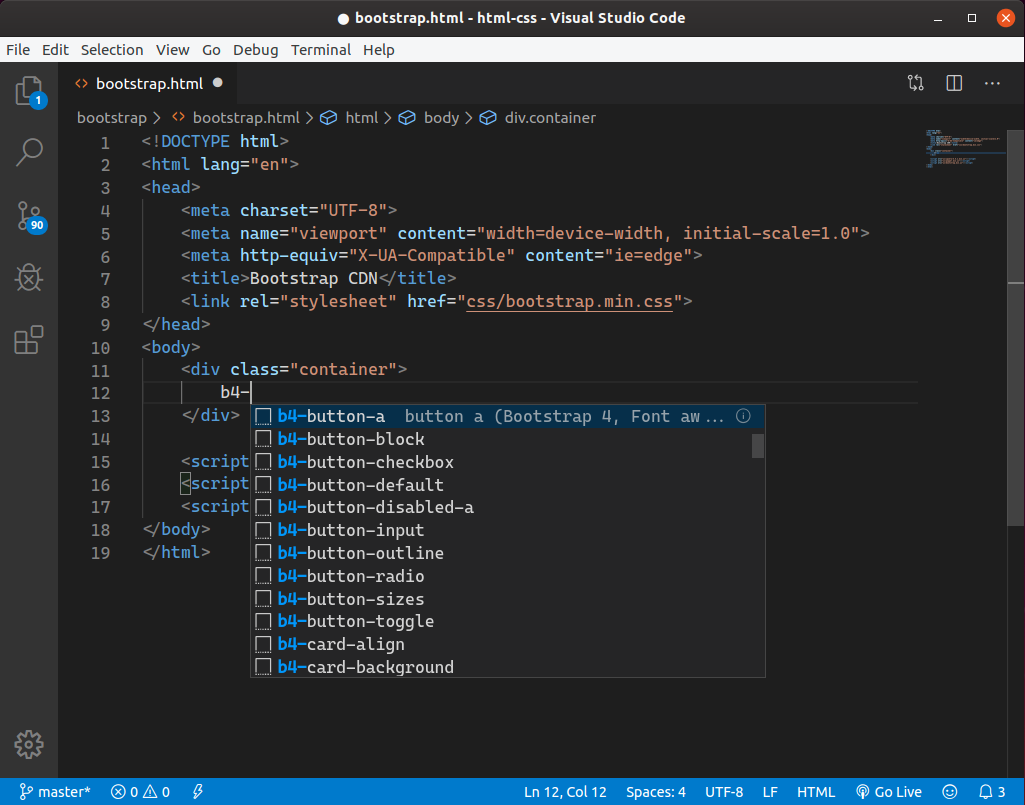 ● bootstrap.html - html-css - Visual Studio Code
File Edit Selection View Go Debug Terminal Help
1
90
<> bootstrap.html ●
bootstrap > <> bootstrap.html > html > body > div.container
1 <!DOCTYPE html>
2 <html lang="en">
3 <head>
4     <meta charset="UTF-8">
5     <meta name="viewport" content="width=device-width, initial-scale=1.0">
6     <meta http-equiv="X-UA-Compatible" content="ie=edge">
7     <title>Bootstrap CDN</title>
8     <link rel="stylesheet" href="css/bootstrap.min.css">
9 </head>
10 <body>
11     <div class="container">
12         b4-
13     </div>
b4-button-a button a (Bootstrap 4, Font aw...
14
b4-button-block
b4-button-checkbox
15     <script
16     <script
b4-button-default
17     <script
b4-button-disabled-a
18 </body>
b4-button-input
19 </html>
b4-button-outline
b4-button-radio
b4-button-sizes
b4-button-toggle
b4-card-align
b4-card-background
master* 0 0 Ln 12, Col 12 Spaces: 4 UTF-8 LF HTML Go Live 3